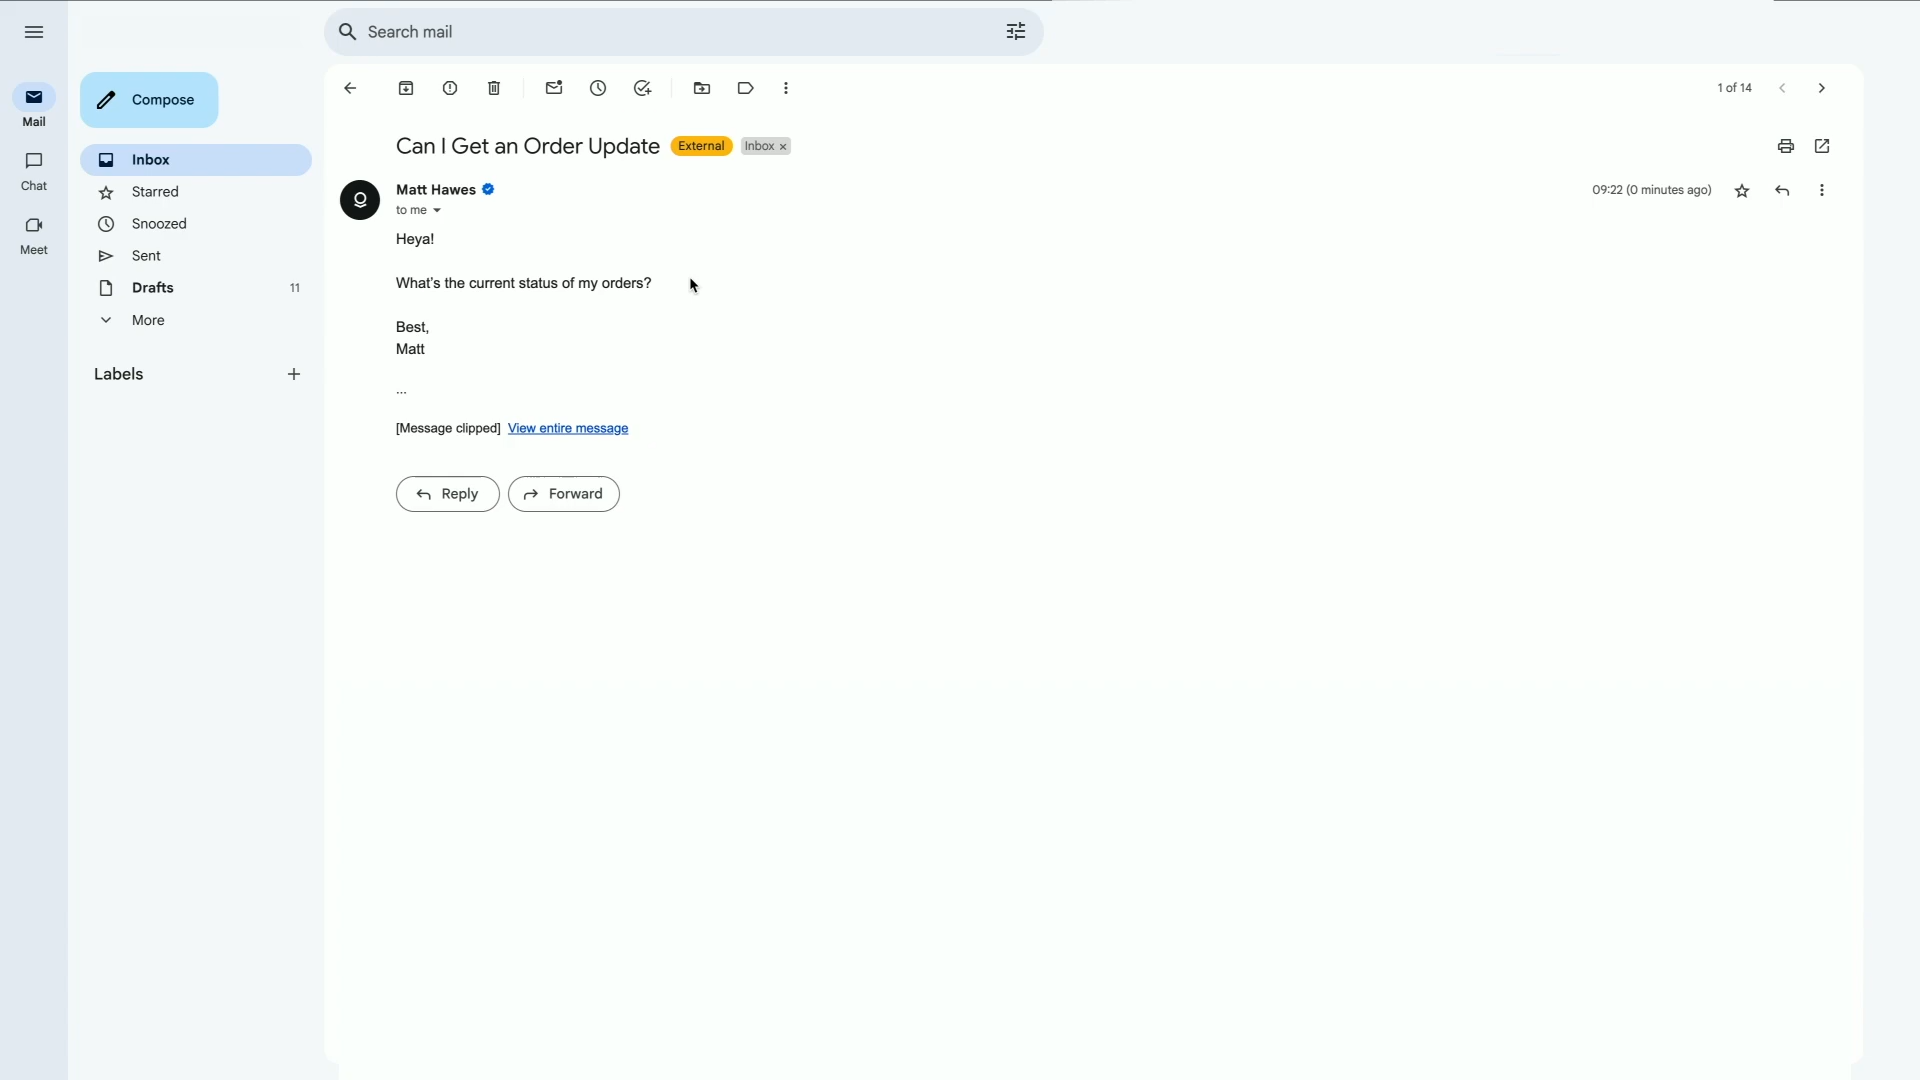 Search mail
Mail
Chat
Meet
Compose
Inbox
Starred
Snoozed
Sent
Drafts 11
More
Labels
1 of 14
Can I Get an Order Update External Inbox ×
Matt Hawes
09:22 (0 minutes ago)
to me
Heya!
What's the current status of my orders?
Best,
Matt
...
[Message clipped] View entire message
Reply Forward